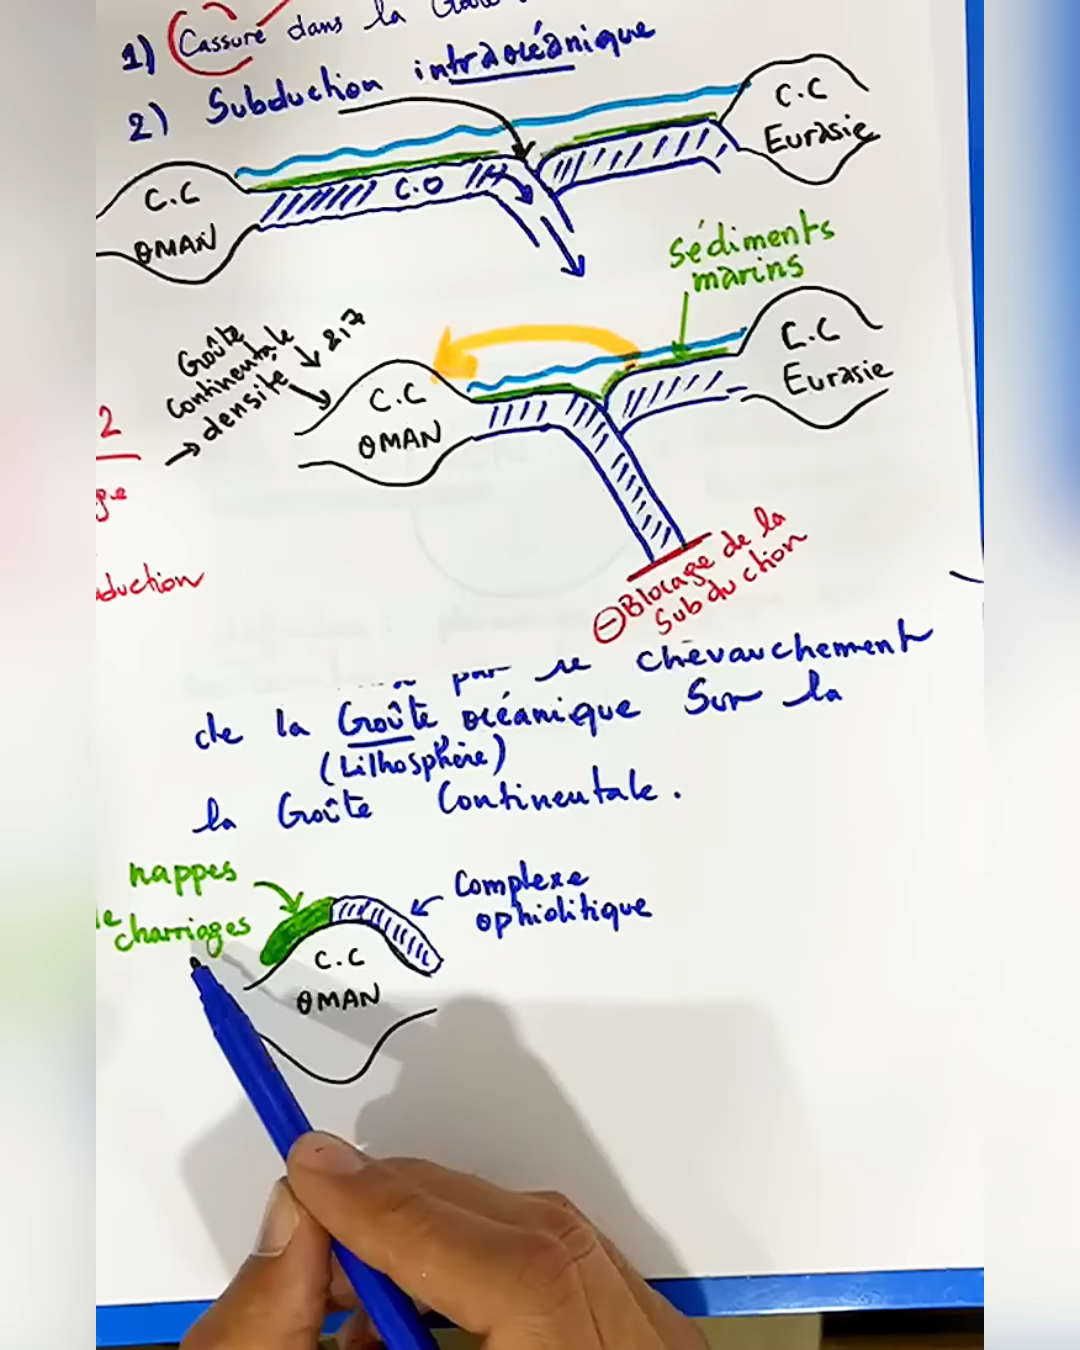 1) Cassure dans la
2) Subduction intraocéanique
C.C
Eurasie
C.C
OMAN
C.O
Sédiments
marins
Croûte
Continentale
→ densité
2,7
C.C
OMAN
C.C
Eurasie
2
Blocage de la
Subduction
par le chevauchement
de la Croûte océanique Sur la
(Lithosphère)
la Croûte Continentale.
nappes
charriages
Complexe
ophiolitique
C.C
OMAN